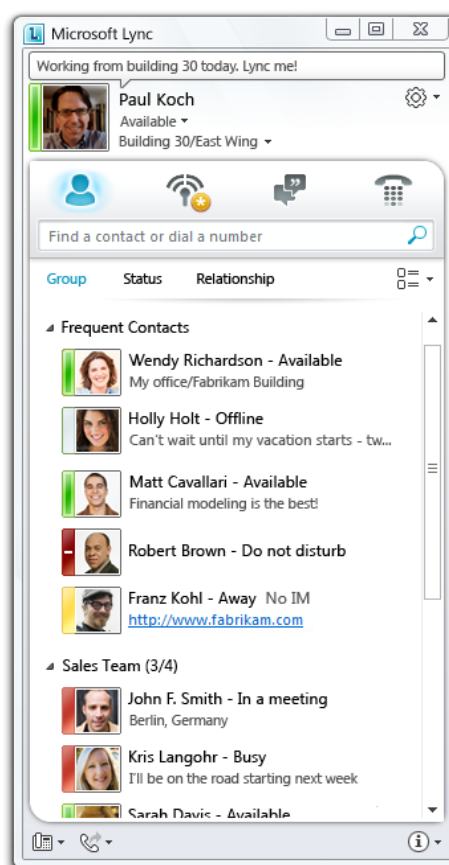 Microsoft Lync
Working from building 30 today. Lync me!
Paul Koch
Available
Building 30/East Wing
Find a contact or dial a number
Group Status Relationship
Frequent Contacts
Wendy Richardson - Available
My office/Fabrikam Building
Holly Holt - Offline
Can't wait until my vacation starts - tw...
Matt Cavallari - Available
Financial modeling is the best!
Robert Brown - Do not disturb
Franz Kohl - Away No IM
http://www.fabrikam.com
Sales Team (3/4)
John F. Smith - In a meeting
Berlin, Germany
Kris Langohr - Busy
I'll be on the road starting next week
Sarah Davis - Available